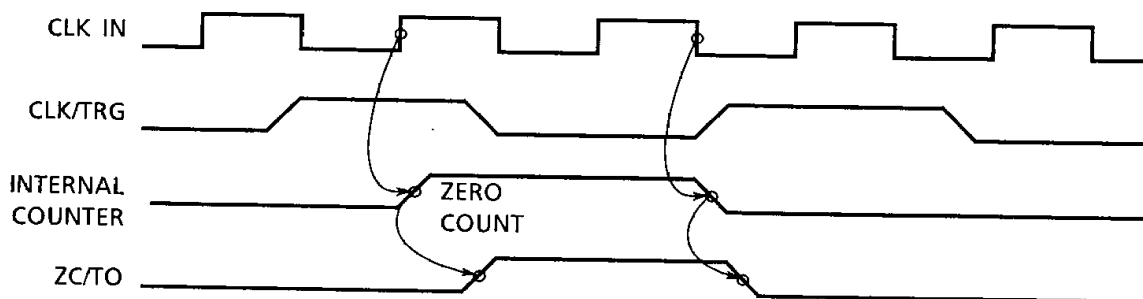 CLK IN
CLK/TRG
INTERNAL
COUNTER
ZERO
COUNT
ZC/TO